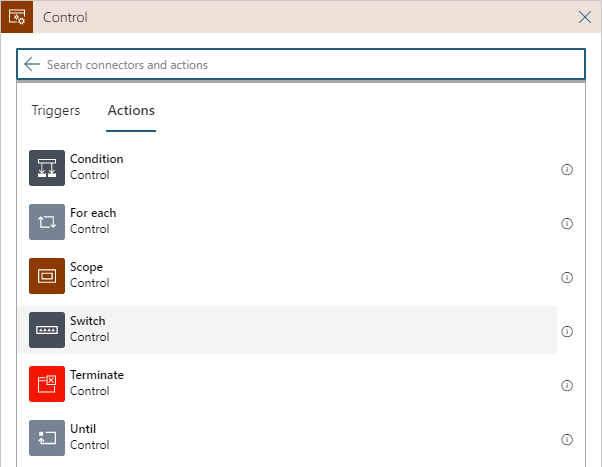 Control
Search connectors and actions
Triggers Actions
Condition
Control
For each
Control
Scope
Control
Switch
Control
Terminate
Control
Until
Control